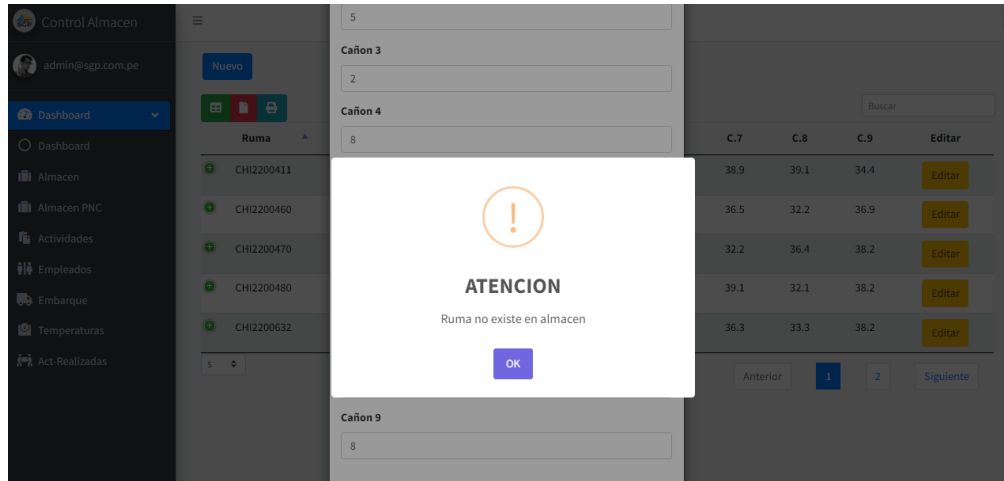 Control Almacen
admin@sgp.com.pe
Dashboard
Dashboard
Almacen
Almacen PNC
Actividades
Empleados
Embarque
Temperaturas
Act-Realizadas
Nuevo
Buscar
Ruma C.7 C.8 C.9 Editar
CHI2200411 38.9 39.1 34.4 Editar
CHI2200460 36.5 32.2 36.9 Editar
CHI2200470 32.2 36.4 38.2 Editar
CHI2200480 39.1 32.1 38.2 Editar
CHI2200632 36.3 33.3 38.2 Editar
5
Anterior 1 2 Siguiente
5
Cañon 3
2
Cañon 4
8
ATENCION
Ruma no existe en almacen
OK
Cañon 9
8